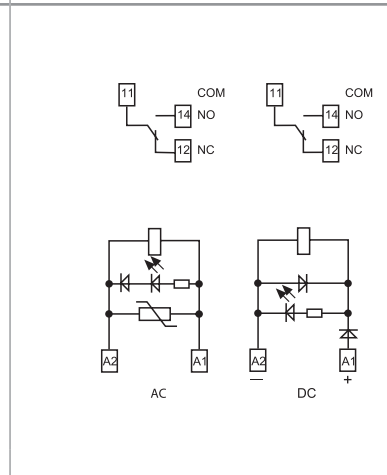 11 COM 11 COM
14 NO 14 NO
12 NC 12 NC
A2 A1 A2 A1
— +
AC DC